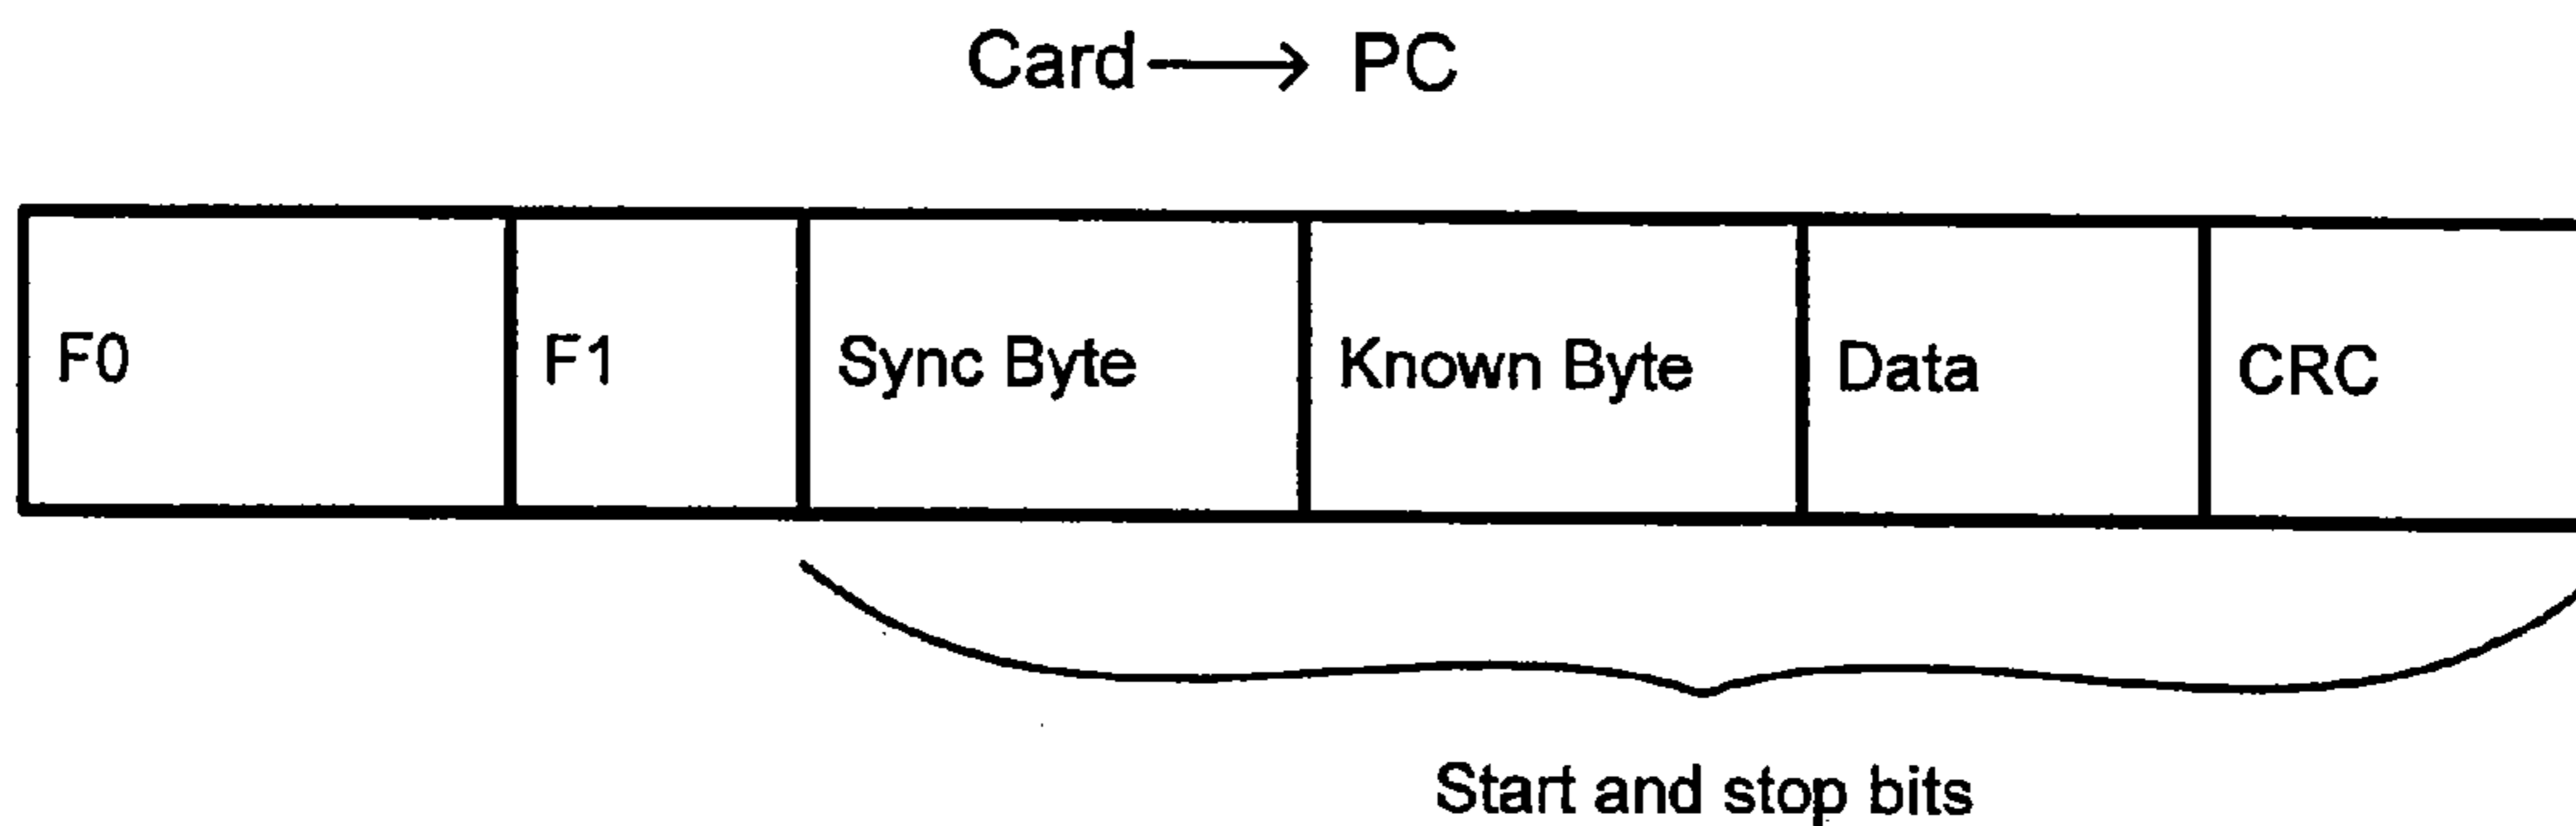 Card → PC
F0 F1 Sync Byte Known Byte Data CRC
Start and stop bits